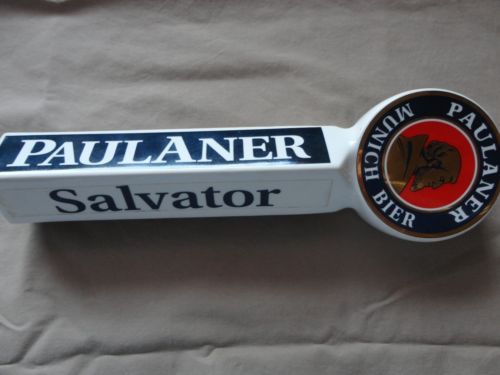 PAULANER
Salvator
PAULANER
MUNICH BIER